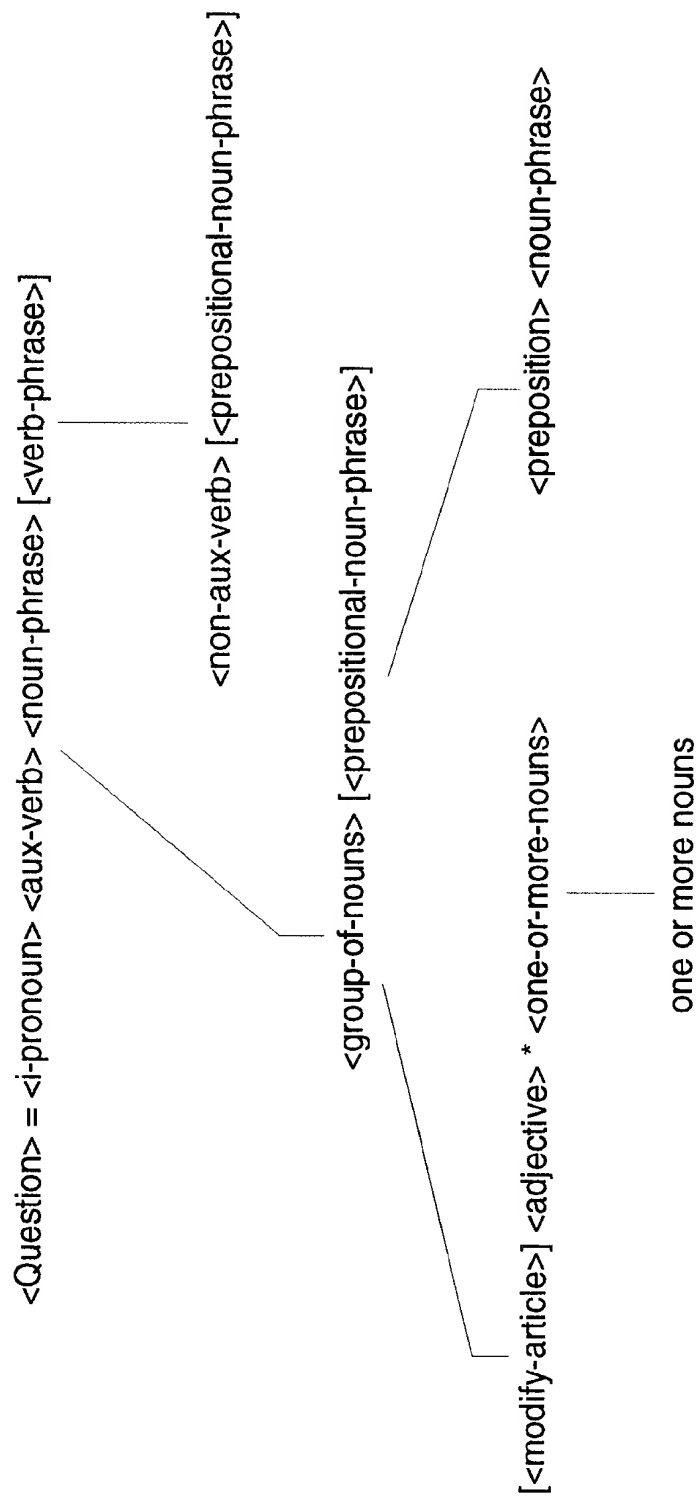 <Question> = <i-pronoun> <aux-verb> <noun-phrase> [<verb-phrase>]
<non-aux-verb> [<prepositional-noun-phrase>]
<group-of-nouns> [<prepositional-noun-phrase>]
[<modify-article>] <adjective> * <one-or-more-nouns>
<preposition> <noun-phrase>
one or more nouns